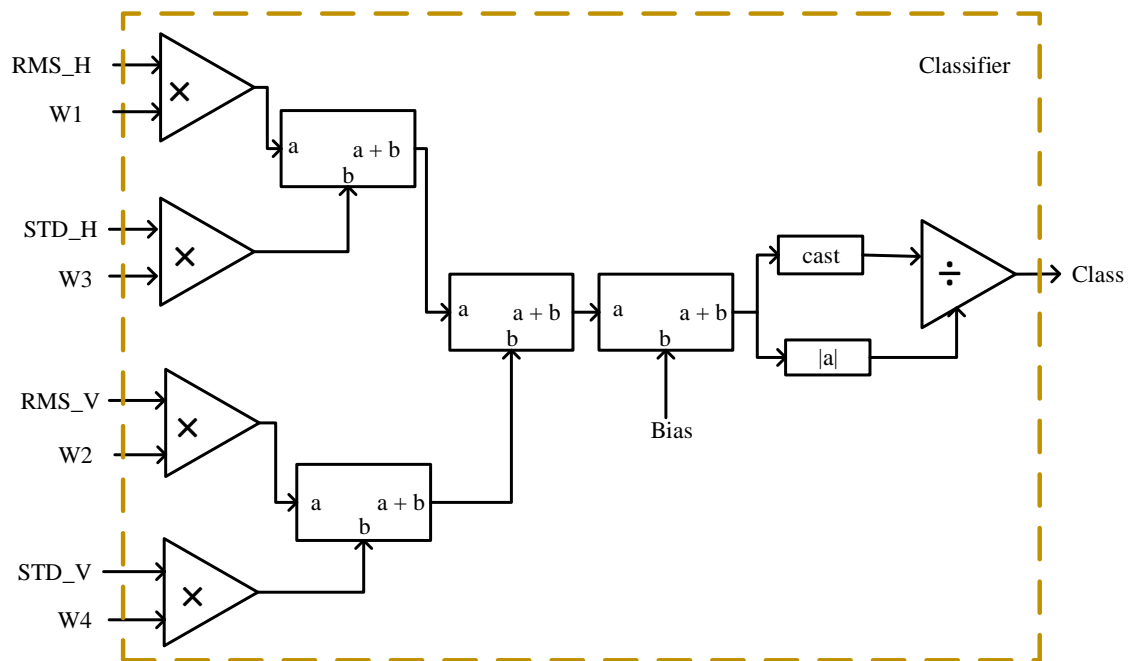 RMS_H
W1
×
a
a + b
b
Classifier
STD_H
W3
×
a
a + b
b
a
a + b
b
Bias
cast
|a|
÷
Class
RMS_V
W2
×
a
a + b
b
STD_V
W4
×